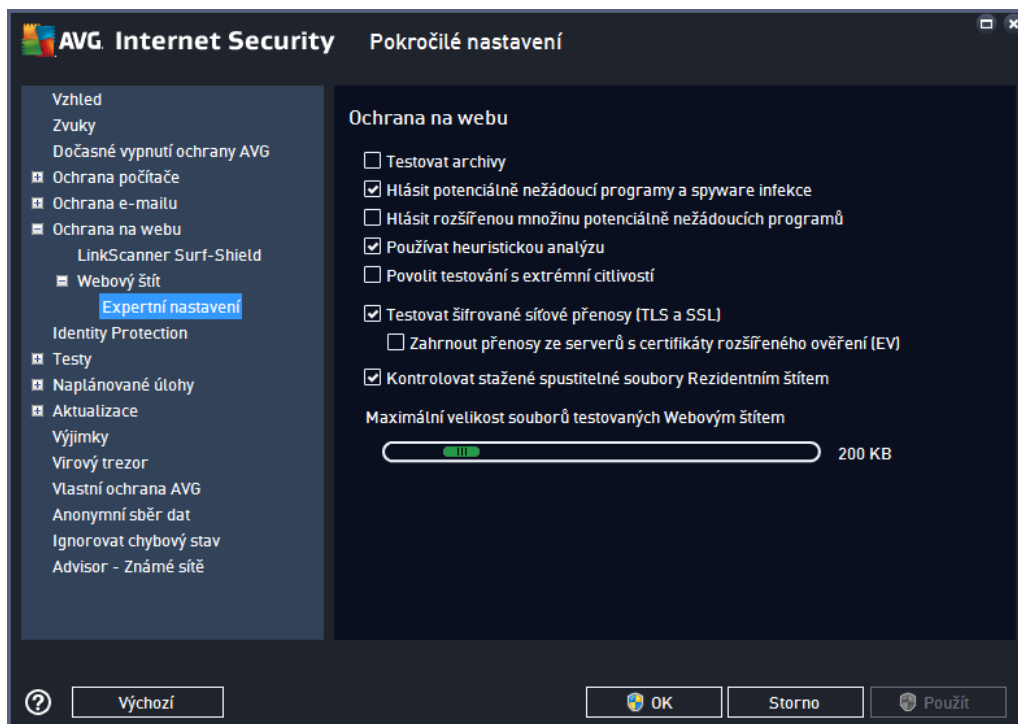 AVG. Internet Security Pokročilé nastavení
Vzhled
Zvuky
Dočasné vypnutí ochrany AVG
Ochrana počítače
Ochrana e-mailu
Ochrana na webu
LinkScanner Surf-Shield
Webový štít
Expertní nastavení
Identity Protection
Testy
Naplánované úlohy
Aktualizace
Výjimky
Virový trezor
Vlastní ochrana AVG
Anonymní sběr dat
Ignorovat chybový stav
Advisor - Známé sítě
Ochrana na webu
Testovat archivy
Hlásit potenciálně nežádoucí programy a spyware infekce
Hlásit rozšířenou množinu potenciálně nežádoucích programů
Používat heuristickou analýzu
Povolit testování s extrémní citlivostí
Testovat šifrované síťové přenosy (TLS a SSL)
Zahrnout přenosy ze serverů s certifikáty rozšířeného ověření (EV)
Kontrolovat stažené spustitelné soubory Rezidentním štítem
Maximální velikost souborů testovaných Webovým štítem
200 KB
Výchozí
OK
Storno
Použít